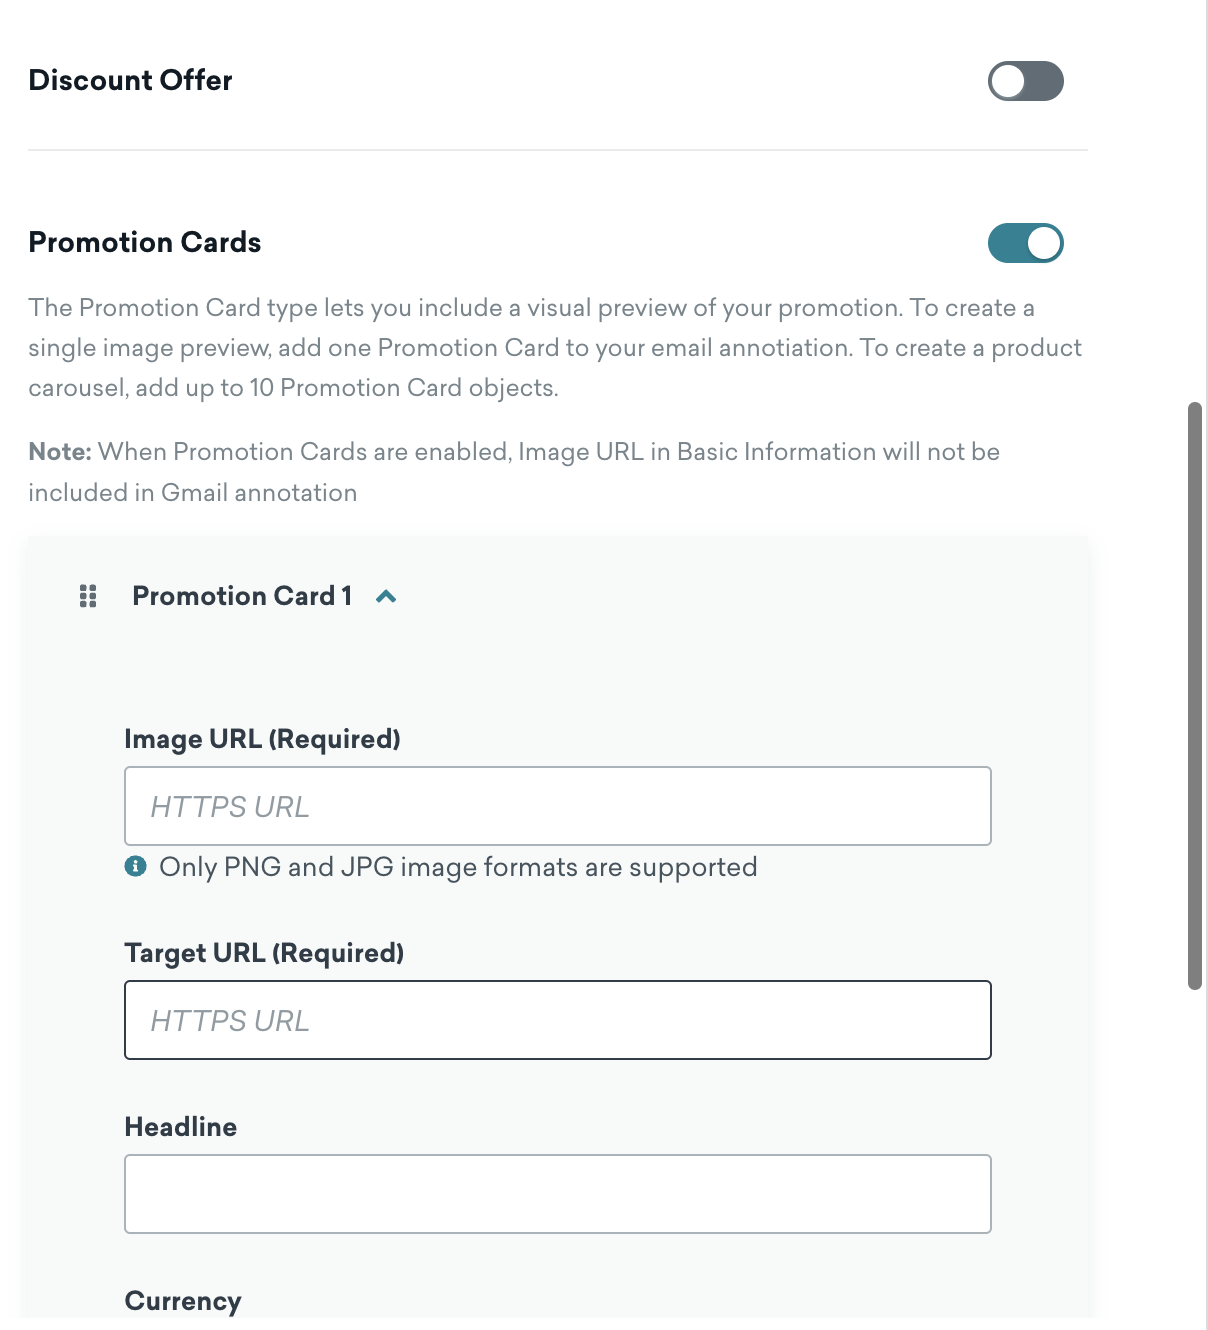 Discount Offer
Promotion Cards
The Promotion Card type lets you include a visual preview of your promotion. To create a
single image preview, add one Promotion Card to your email annotiation. To create a product
carousel, add up to 10 Promotion Card objects.
Note: When Promotion Cards are enabled, Image URL in Basic Information will not be
included in Gmail annotation
Promotion Card 1
Image URL (Required)
HTTPS URL
Only PNG and JPG image formats are supported
Target URL (Required)
HTTPS URL
Headline
Currency